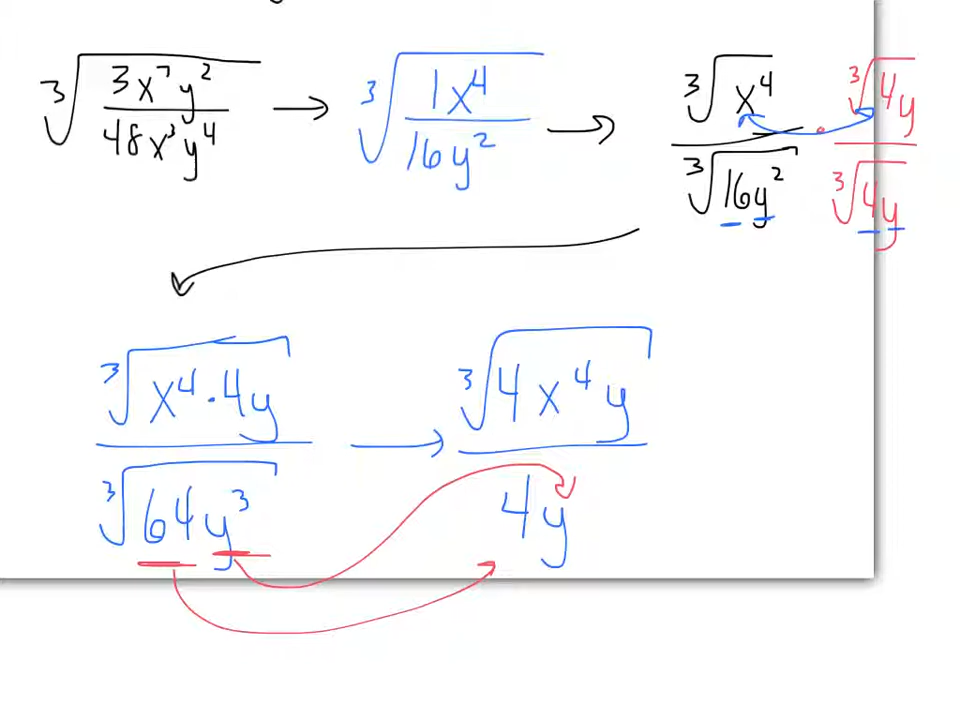 ∛(3x⁷y² / 48x³y⁴) → ∛(1x⁴ / 16y²) → ∛x⁴ / ∛16y² · ∛4y / ∛4y
∛x⁴·4y / ∛64y³ → ∛4x⁴y / 4y